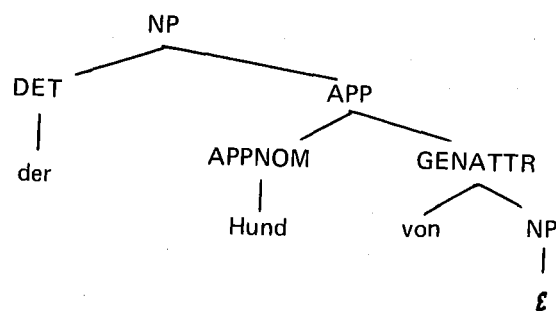 NP
DET APP
der APPNOM GENATTR
Hund von NP
ε